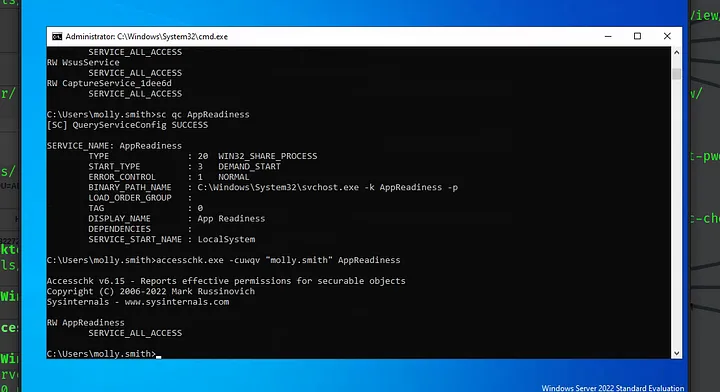 Administrator: C:\Windows\System32\cmd.exe
SERVICE_ALL_ACCESS
RW WsusService
SERVICE_ALL_ACCESS
RW CaptureService_1dee6d
SERVICE_ALL_ACCESS
C:\Users\molly.smith>sc qc AppReadiness
[SC] QueryServiceConfig SUCCESS
SERVICE_NAME: AppReadiness
TYPE : 20 WIN32_SHARE_PROCESS
START_TYPE : 3 DEMAND_START
ERROR_CONTROL : 1 NORMAL
BINARY_PATH_NAME : C:\Windows\System32\svchost.exe -k AppReadiness -p
LOAD_ORDER_GROUP :
TAG : 0
DISPLAY_NAME : App Readiness
DEPENDENCIES :
SERVICE_START_NAME : LocalSystem
C:\Users\molly.smith>accesschk.exe -cuwqv "molly.smith" AppReadiness
Accesschk v6.15 - Reports effective permissions for securable objects
Copyright (C) 2006-2022 Mark Russinovich
Sysinternals - www.sysinternals.com
RW AppReadiness
SERVICE_ALL_ACCESS
C:\Users\molly.smith>
Windows Server 2022 Standard Evaluation